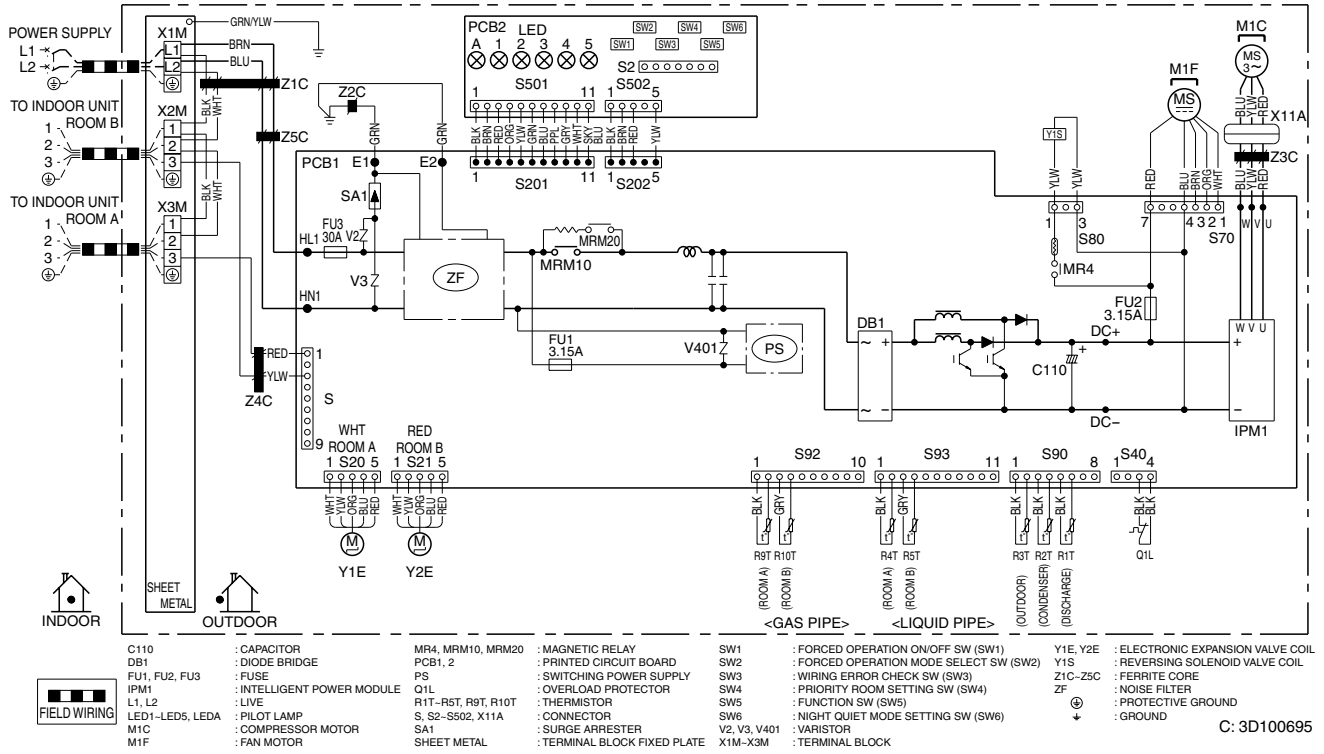 POWER SUPPLY
L1
L2
X1M
L1
L2
GRN/YLW
BRN
BLU
Z1C
BLK
WHT
Z5C
TO INDOOR UNIT
ROOM B
1
2
3
X2M
1
2
3
BLK
WHT
TO INDOOR UNIT
ROOM A
1
2
3
X3M
1
2
3
SHEET
METAL
INDOOR
OUTDOOR
PCB2 LED
A 1 2 3 4 5
SW2 SW4 SW6
SW1 SW3 SW5
S2
S501 S502
1 11 1 5
BLK
BRN
RED
ORG
YLW
GRN
BLU
PPL
GRY
WHT
SKY
BLU
BLK
BRN
RED
YLW
1 11 1 5
S201 S202
Z2C
GRN
GRN
PCB1 E1 E2
SA1
FU3
30A V2
HL1
V3
HN1
ZF
MRM20
MRM10
FU1
3.15A
V401
PS
DB1
~
~
+
−
C110
+
DC+
DC−
FU2
3.15A
MR4
Y1S
YLW
YLW
1 3
S80
M1F
MS
RED
BLU
BRN
ORG
WHT
7 4 3 2 1
S70
M1C
MS
3~
BLU
YLW
RED
X11A
Z3C
BLU
YLW
RED
W V U
W V U
+
−
IPM1
RED 1
YLW
Z4C
S
9
WHT
ROOM A
1 S20 5
WHT
YLW
ORG
BLU
RED
M
Y1E
RED
ROOM B
1 S21 5
WHT
YLW
ORG
BLU
RED
M
Y2E
S92
1 10
BLK
GRY
t°
t°
R9T R10T
(ROOM A)
(ROOM B)
<GAS PIPE>
S93
1 11
BLK
GRY
t°
t°
R4T R5T
(ROOM A)
(ROOM B)
<LIQUID PIPE>
S90
1 8
BLK
BLK
BLK
t°
t°
t°
R3T R2T R1T
(OUTDOOR)
(CONDENSER)
(DISCHARGE)
S40
1 4
BLK
BLK
Q1L
FIELD WIRING
C110 : CAPACITOR
DB1 : DIODE BRIDGE
FU1, FU2, FU3 : FUSE
IPM1 : INTELLIGENT POWER MODULE
L1, L2 : LIVE
LED1~LED5, LEDA : PILOT LAMP
M1C : COMPRESSOR MOTOR
M1F : FAN MOTOR
MR4, MRM10, MRM20 : MAGNETIC RELAY
PCB1, 2 : PRINTED CIRCUIT BOARD
PS : SWITCHING POWER SUPPLY
Q1L : OVERLOAD PROTECTOR
R1T~R5T, R9T, R10T : THERMISTOR
S, S2~S502, X11A : CONNECTOR
SA1 : SURGE ARRESTER
SHEET METAL : TERMINAL BLOCK FIXED PLATE
SW1 : FORCED OPERATION ON/OFF SW (SW1)
SW2 : FORCED OPERATION MODE SELECT SW (SW2)
SW3 : WIRING ERROR CHECK SW (SW3)
SW4 : PRIORITY ROOM SETTING SW (SW4)
SW5 : FUNCTION SW (SW5)
SW6 : NIGHT QUIET MODE SETTING SW (SW6)
V2, V3, V401 : VARISTOR
X1M~X3M : TERMINAL BLOCK
Y1E, Y2E : ELECTRONIC EXPANSION VALVE COIL
Y1S : REVERSING SOLENOID VALVE COIL
Z1C~Z5C : FERRITE CORE
ZF : NOISE FILTER
: PROTECTIVE GROUND
: GROUND
C: 3D100695